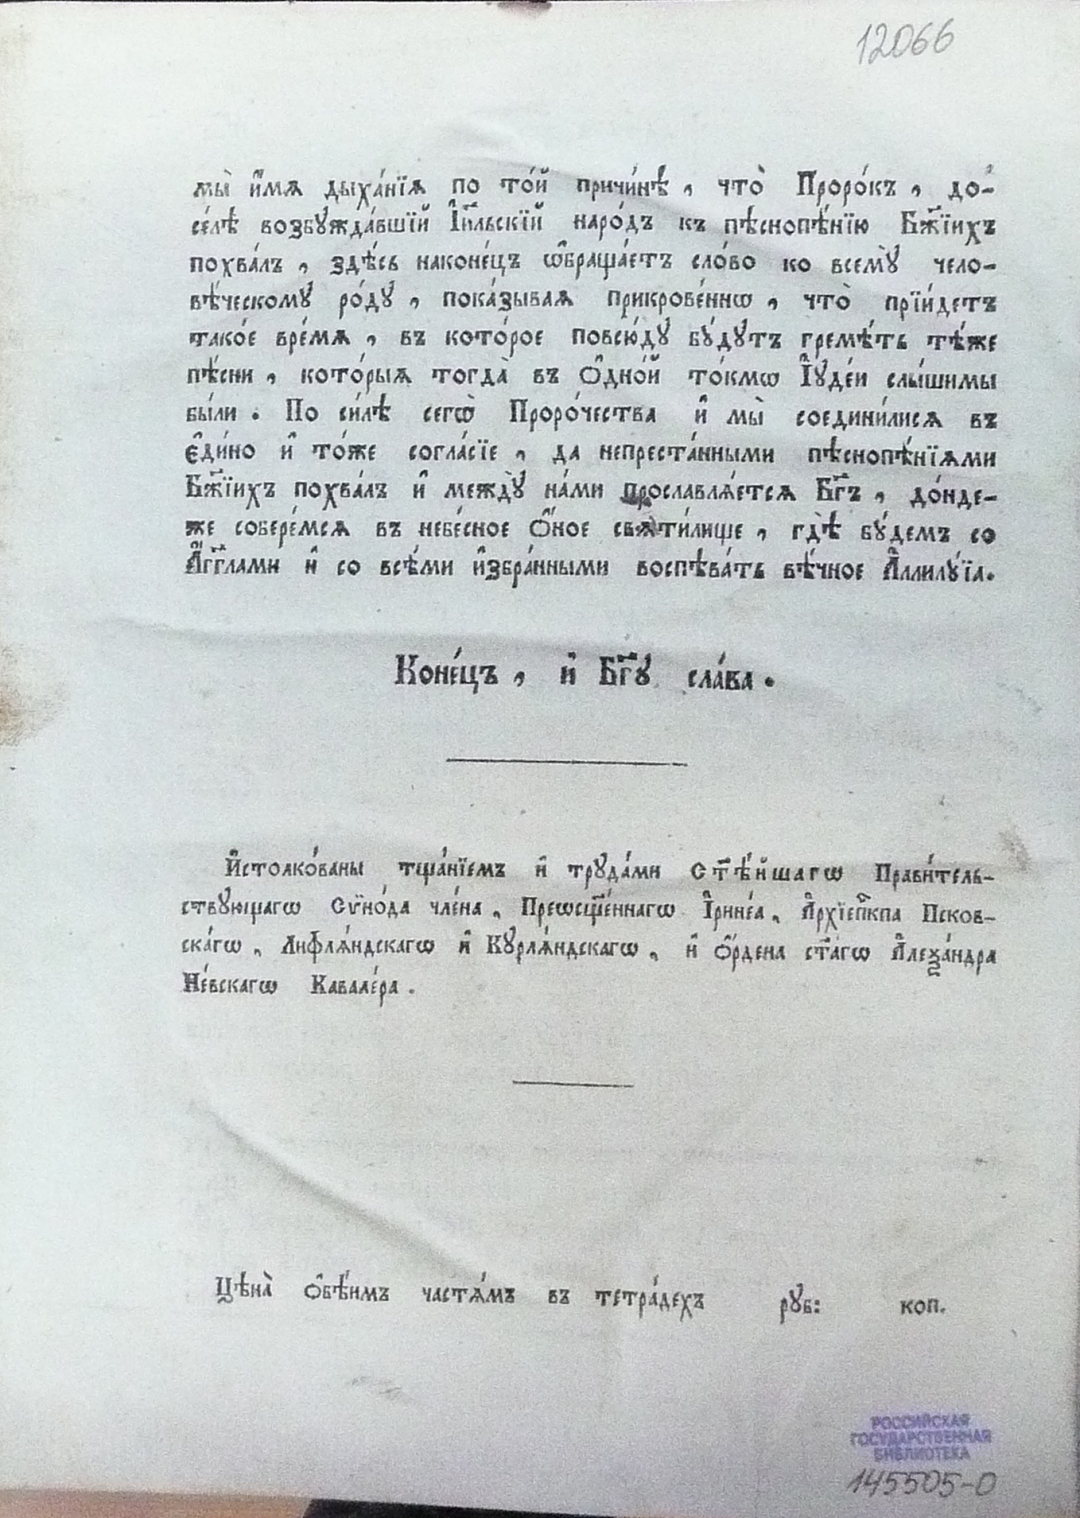 12066
мы̀ и҆́мѧ дыха́нїѧ по то́й причи́нѣ, что̀ Проро́къ, до-
се́лѣ возбꙋжда́вшїй І҆и҃льскїй наро́дъ къ пѣснопѣ́нїю Бж҃їихъ
похва́лъ, здѣ́сь наконе́цъ ѡ҆браща́етъ сло́во ко всемꙋ̀ чело-
вѣ́ческомꙋ ро́дꙋ, пока́зываѧ прикрове́ннѡ, что̀ прїи́детъ
тако́е вре́мѧ, въ кото́рое повсю́дꙋ бꙋ́дꙋтъ гремѣ́ть тѣ́же
пѣ́сни, кото́рыѧ тогда̀ въ ѻ҆дно́й то́кмѡ І҆ꙋде́и слы́шимы
бы́ли. По си́лѣ сегѡ̀ Проро́чества и҆ мы̀ соедини́лисѧ въ
є҆ди́но и҆ то́же согла́сїе, да непреста́нными пѣснопѣ́нїѧми
Бж҃їихъ похва́лъ и҆ междꙋ̀ на́ми прославлѧ́етсѧ Бг҃ъ, до́нде-
же собере́мсѧ въ небе́сное ѻ҆́ное свѧти́лище, гдѣ̀ бꙋ́демъ со
А҆́гг҃лами и҆ со всѣ́ми и҆збра́нными воспѣва́ть вѣ́чное А҆ллилꙋ́їа.
Коне́цъ, и҆ Бг҃ꙋ сла́ва.
И҆столко́ваны тща́нїемъ и҆ трꙋда́ми Ст҃ѣ́йшагѡ Прави́тель-
ствꙋющагѡ Сѷно́да чле́на, Преѡсщ҃е́ннагѡ І҆рине́а, А҆рхїепⷭ҇кпа Псков-
ска́гѡ, Лифлѧ́ндскагѡ и҆ Кꙋрлѧ́ндскагѡ, и҆ ѻ҆́рдена ст҃а́гѡ А҆леѯа́ндра
Не́вскагѡ Кавале́ра.
Цѣна̀ ѻ҆бѣ́имъ частѧ́мъ въ тетра́дехъ рꙋб: коп.
РОССИЙСКАЯ
ГОСУДАРСТВЕННАЯ
БИБЛИОТЕКА
145505-О